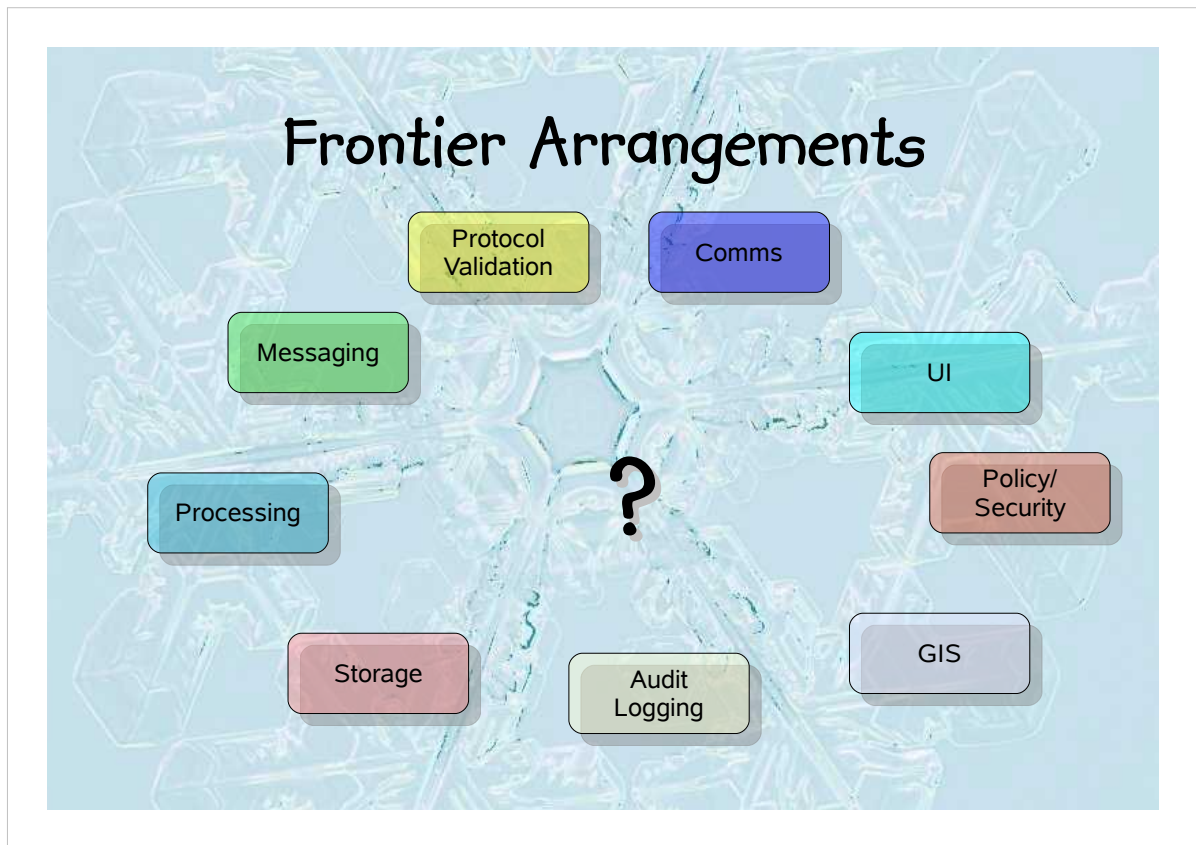 Frontier Arrangements
Protocol
Validation
Comms
Messaging
UI
Policy/
Security
Processing
?
GIS
Storage
Audit
Logging